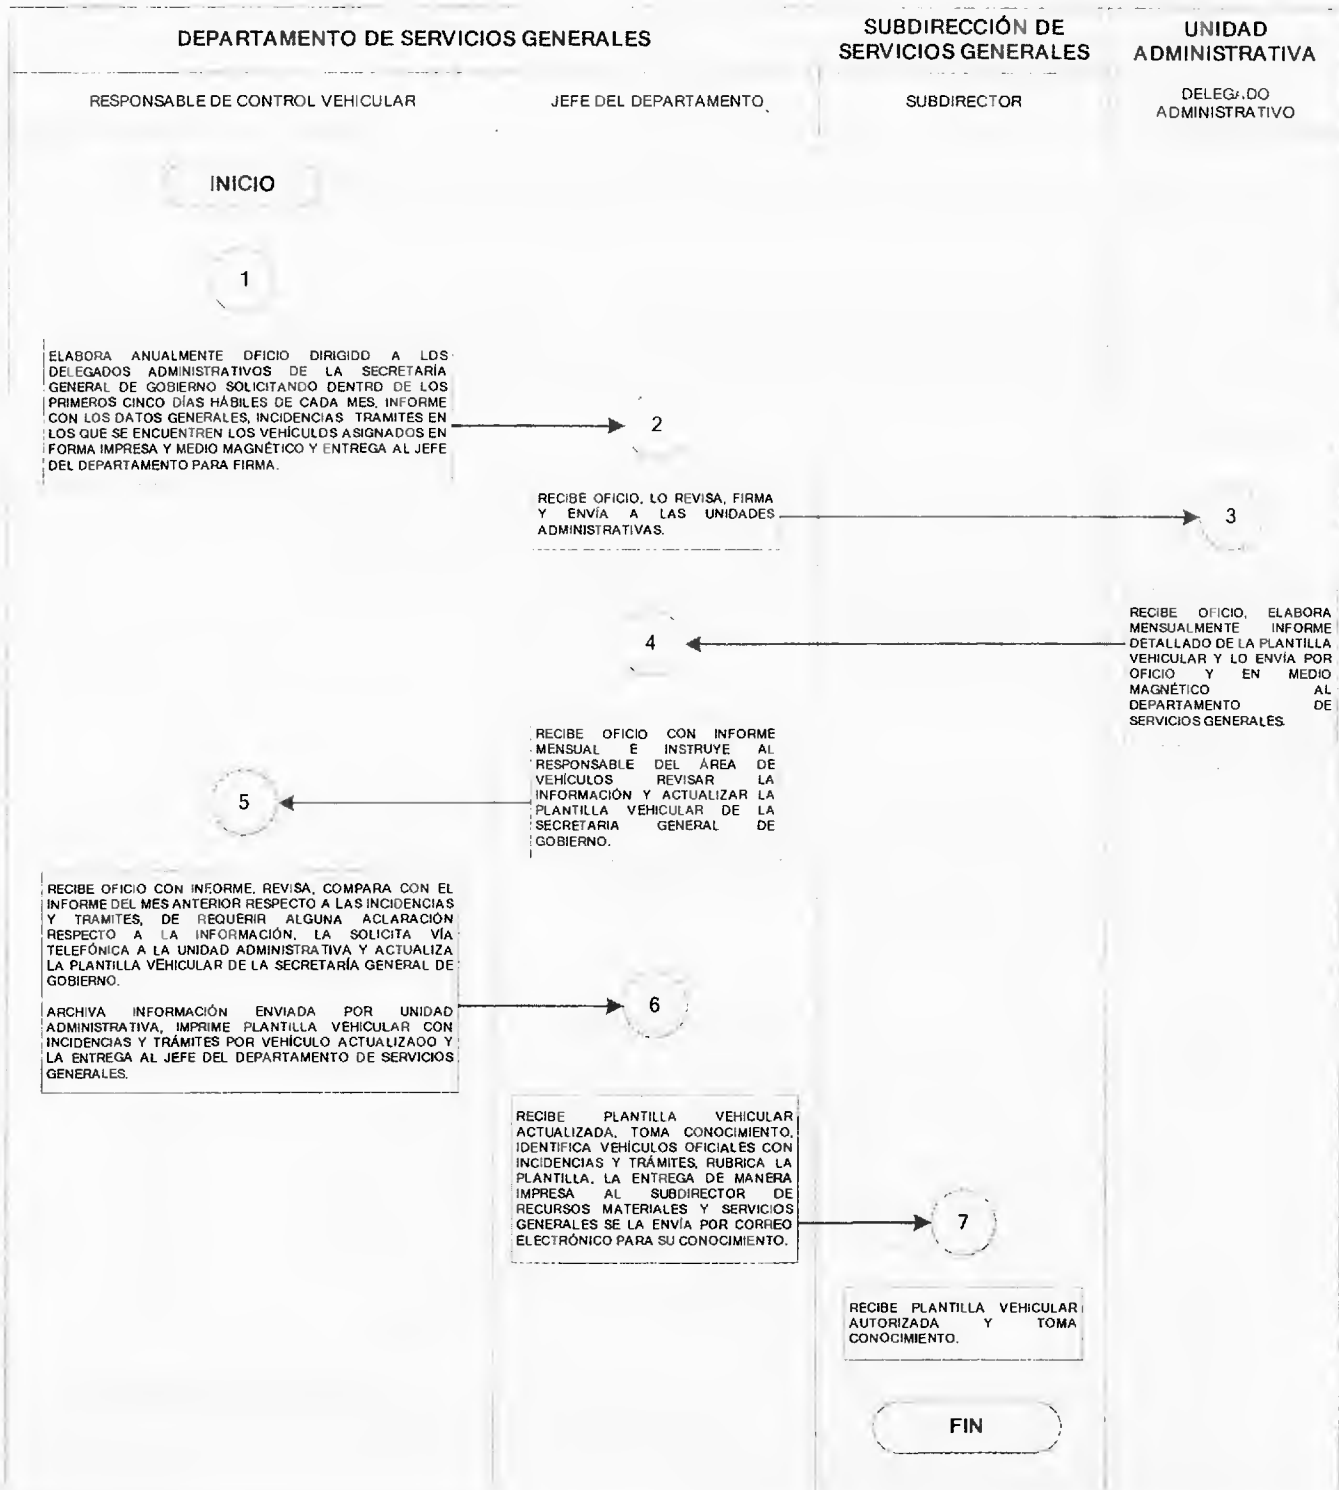 DEPARTAMENTO DE SERVICIOS GENERALES
SUBDIRECCIÓN DE
SERVICIOS GENERALES
UNIDAD
ADMINISTRATIVA
RESPONSABLE DE CONTROL VEHICULAR
JEFE DEL DEPARTAMENTO
SUBDIRECTOR
DELEGADO
ADMINISTRATIVO
INICIO
1
ELABORA ANUALMENTE OFICIO DIRIGIDO A LOS
DELEGADOS ADMINISTRATIVOS DE LA SECRETARÍA
GENERAL DE GOBIERNO SOLICITANDO DENTRO DE LOS
PRIMEROS CINCO DÍAS HÁBILES DE CADA MES, INFORME
CON LOS DATOS GENERALES, INCIDENCIAS TRAMITES EN
LOS QUE SE ENCUENTREN LOS VEHÍCULOS ASIGNADOS EN
FORMA IMPRESA Y MEDIO MAGNÉTICO Y ENTREGA AL JEFE
DEL DEPARTAMENTO PARA FIRMA.
2
RECIBE OFICIO, LO REVISA, FIRMA
Y ENVÍA A LAS UNIDADES
ADMINISTRATIVAS.
3
RECIBE OFICIO, ELABORA
MENSUALMENTE INFORME
DETALLADO DE LA PLANTILLA
VEHICULAR Y LO ENVÍA POR
OFICIO Y EN MEDIO
MAGNÉTICO AL
DEPARTAMENTO DE
SERVICIOS GENERALES.
4
RECIBE OFICIO CON INFORME
MENSUAL E INSTRUYE AL
RESPONSABLE DEL ÁREA DE
VEHÍCULOS REVISAR LA
INFORMACIÓN Y ACTUALIZAR LA
PLANTILLA VEHICULAR DE LA
SECRETARIA GENERAL DE
GOBIERNO.
5
RECIBE OFICIO CON INFORME, REVISA, COMPARA CON EL
INFORME DEL MES ANTERIOR RESPECTO A LAS INCIDENCIAS
Y TRAMITES, DE REQUERIR ALGUNA ACLARACIÓN
RESPECTO A LA INFORMACIÓN, LA SOLICITA VÍA
TELEFÓNICA A LA UNIDAD ADMINISTRATIVA Y ACTUALIZA
LA PLANTILLA VEHICULAR DE LA SECRETARÍA GENERAL DE
GOBIERNO.
ARCHIVA INFORMACIÓN ENVIADA POR UNIDAD
ADMINISTRATIVA, IMPRIME PLANTILLA VEHICULAR CON
INCIDENCIAS Y TRÁMITES POR VEHÍCULO ACTUALIZADO Y
LA ENTREGA AL JEFE DEL DEPARTAMENTO DE SERVICIOS
GENERALES.
6
RECIBE PLANTILLA VEHICULAR
ACTUALIZADA, TOMA CONOCIMIENTO,
IDENTIFICA VEHÍCULOS OFICIALES CON
INCIDENCIAS Y TRÁMITES, RUBRICA LA
PLANTILLA, LA ENTREGA DE MANERA
IMPRESA AL SUBDIRECTOR DE
RECURSOS MATERIALES Y SERVICIOS
GENERALES SE LA ENVÍA POR CORREO
ELECTRÓNICO PARA SU CONOCIMIENTO.
7
RECIBE PLANTILLA VEHICULAR
AUTORIZADA Y TOMA
CONOCIMIENTO.
FIN